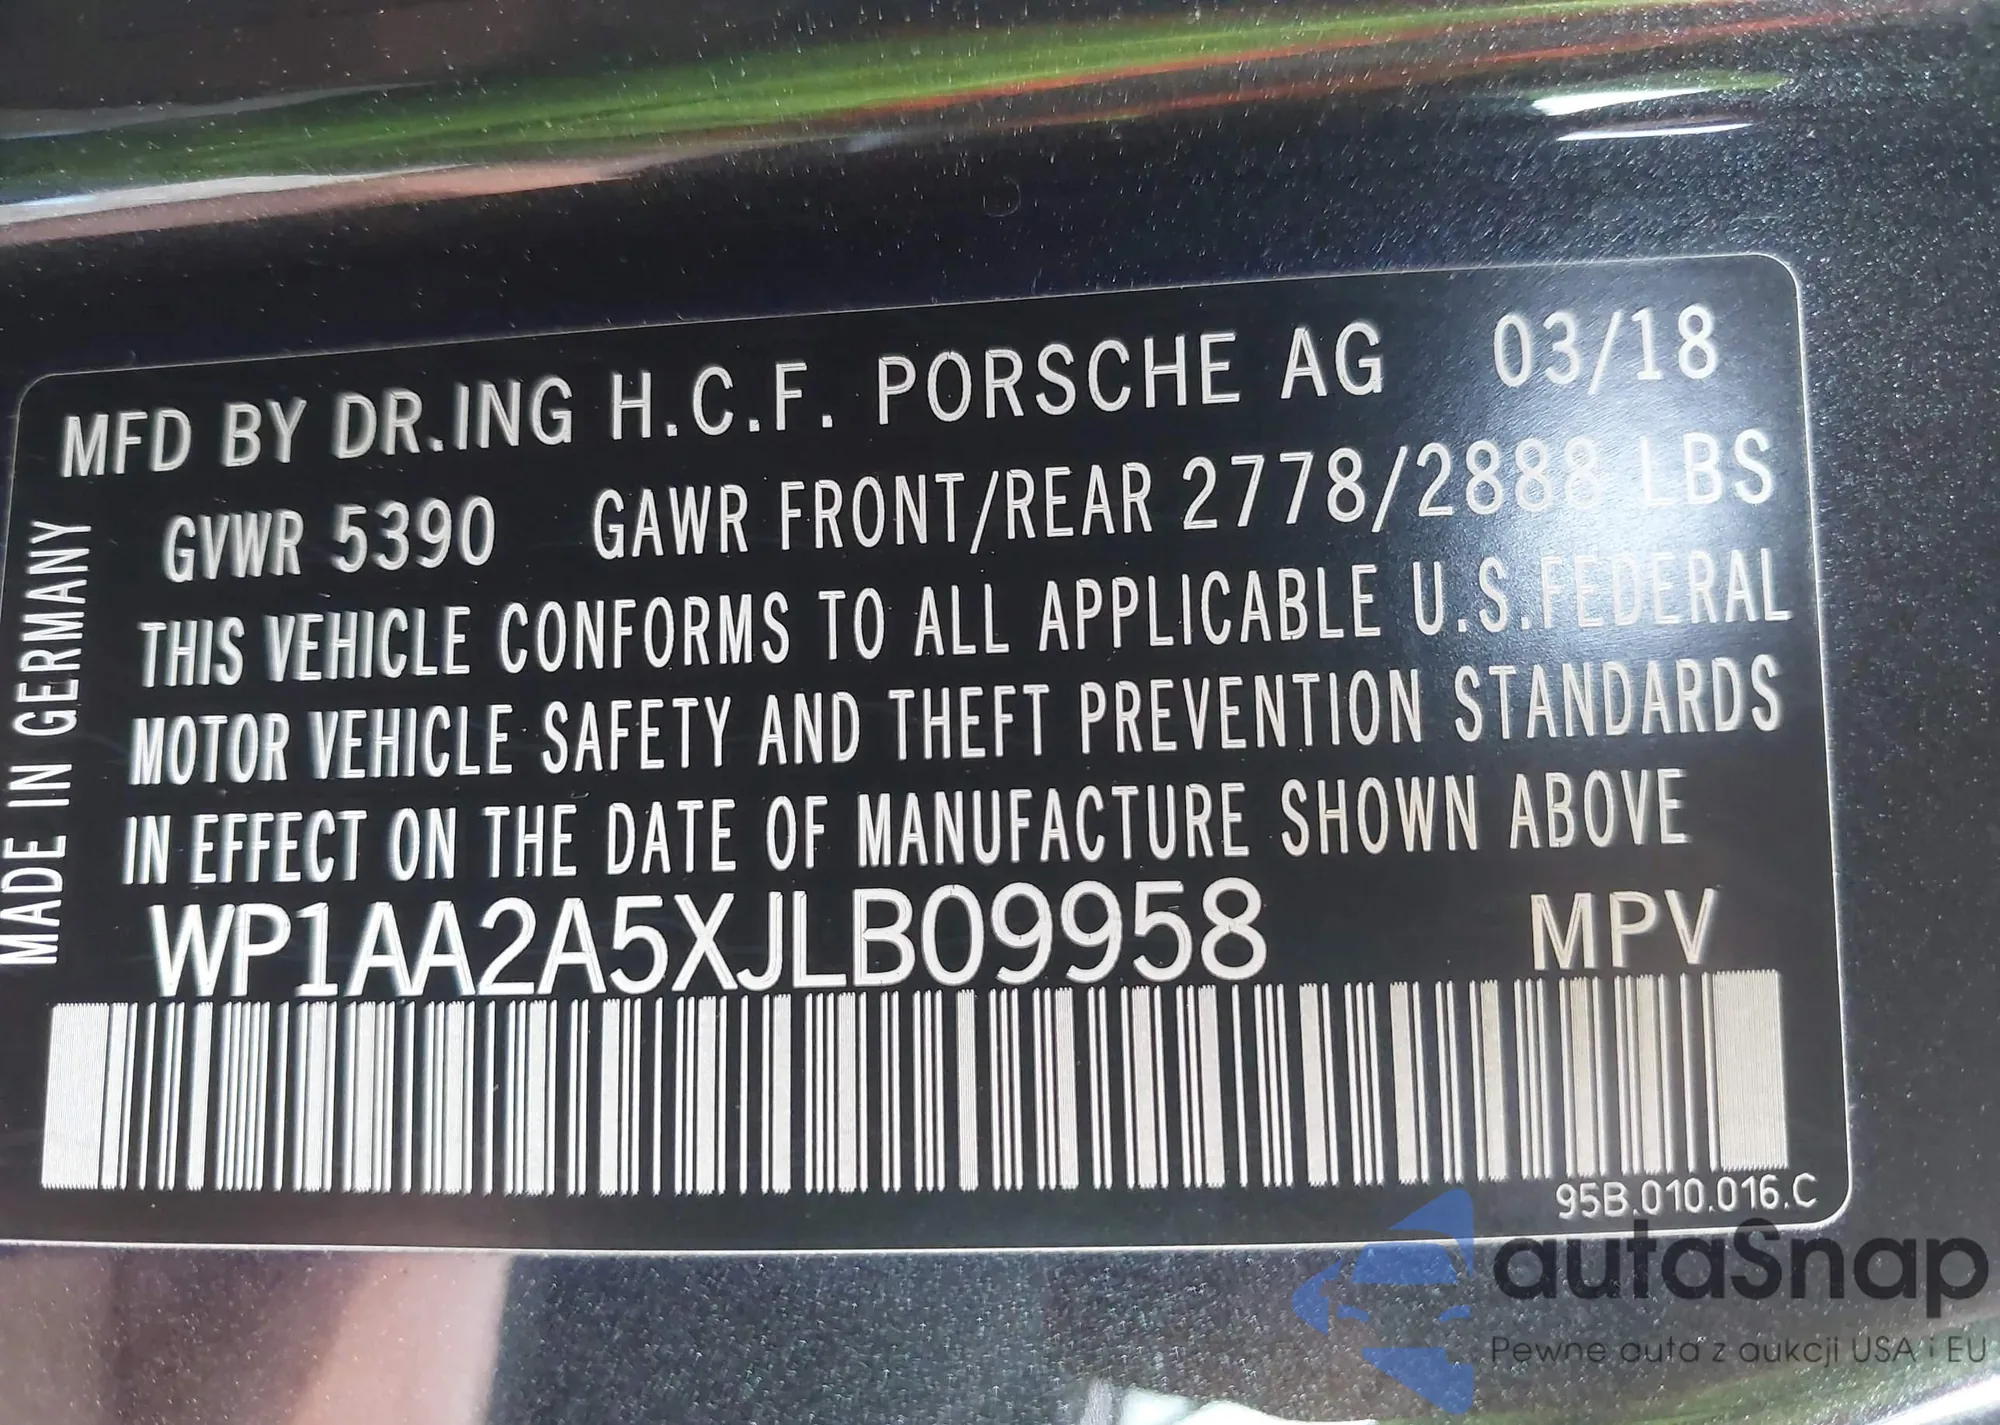 MFD BY DR.ING H.C.F. PORSCHE AG 03/18
GVWR 5390 GAWR FRONT/REAR 2778/2888 LBS
THIS VEHICLE CONFORMS TO ALL APPLICABLE U.S.FEDERAL
MOTOR VEHICLE SAFETY AND THEFT PREVENTION STANDARDS
IN EFFECT ON THE DATE OF MANUFACTURE SHOWN ABOVE
WP1AA2A5XJLB09958 MPV
95B.010.016.C
MADE IN GERMANY
autaSnap
Pewne auta z aukcji USA i EU